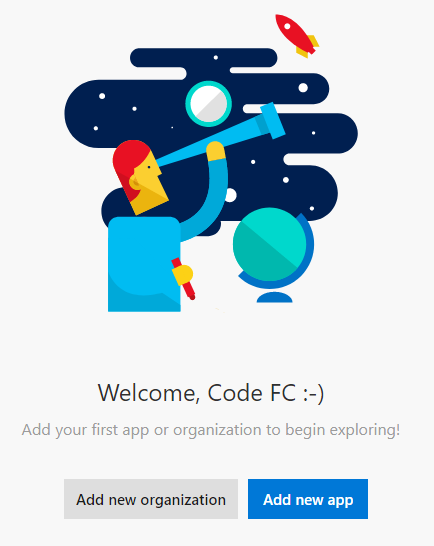 Welcome, Code FC :-)
Add your first app or organization to begin exploring!
Add new organization
Add new app